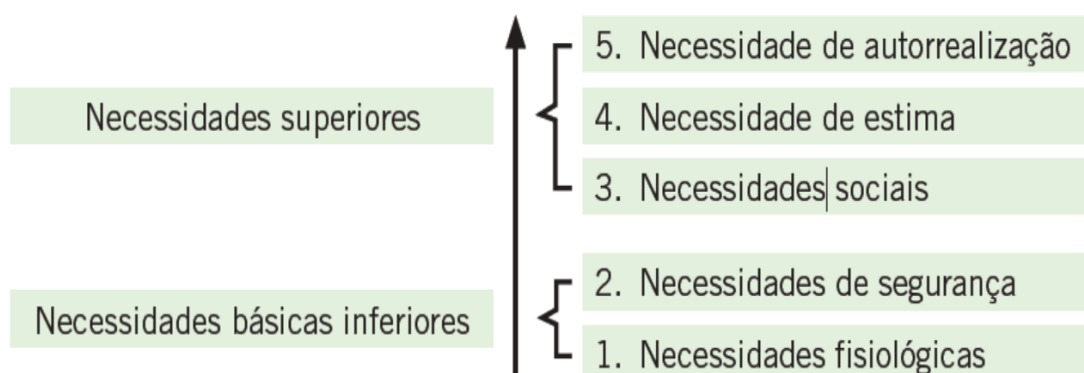 5. Necessidade de autorrealização
Necessidades superiores
4. Necessidade de estima
3. Necessidades sociais
2. Necessidades de segurança
Necessidades básicas inferiores
1. Necessidades fisiológicas